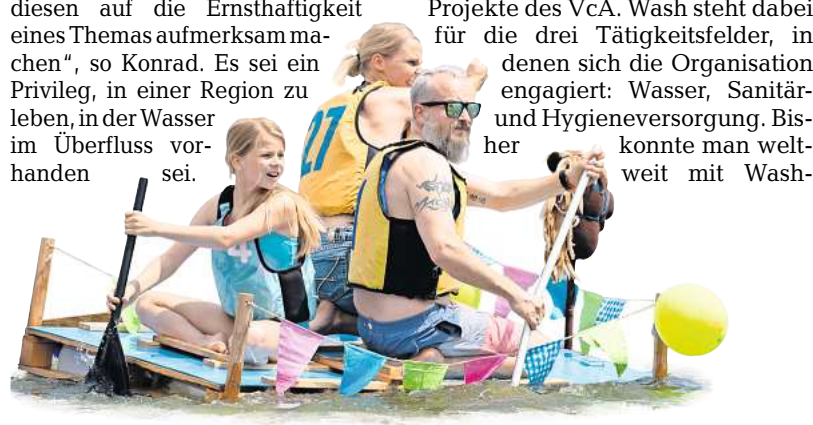 diesen auf die Ernsthaftigkeit
eines Themas aufmerksam ma-
chen“, so Konrad. Es sei ein
Privileg, in einer Region zu
leben, in der Wasser
im Überfluss vor-
handen sei.
Projekte des VcA. Wash steht dabei
für die drei Tätigkeitsfelder, in
denen sich die Organisation
engagiert: Wasser, Sanitär-
und Hygieneversorgung. Bis-
her konnte man welt-
weit mit Wash-
27
4